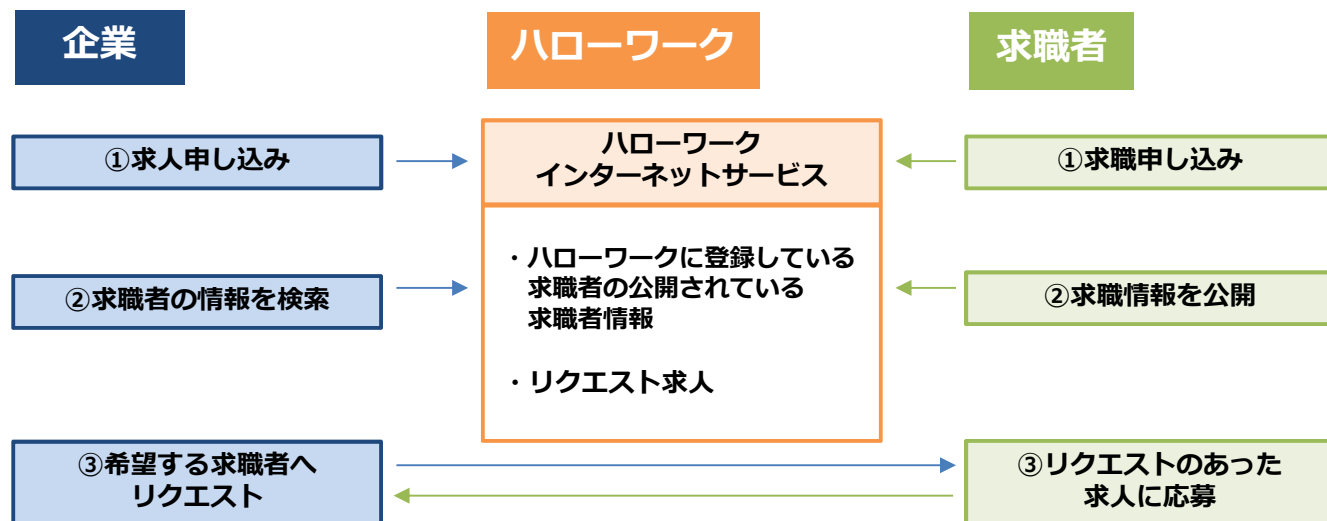 企業
ハローワーク
求職者
①求人申し込み
ハローワーク
インターネットサービス
①求職申し込み
②求職者の情報を検索
・ハローワークに登録している
求職者の公開されている
求職者情報
・リクエスト求人
②求職情報を公開
③希望する求職者へ
リクエスト
③リクエストのあった
求人に応募